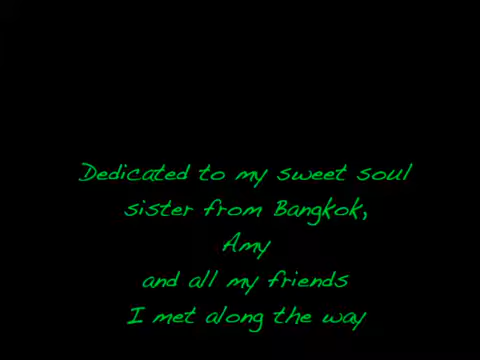 Dedicated to my sweet soul
sister from Bangkok,
Amy
and all my friends
I met along the way